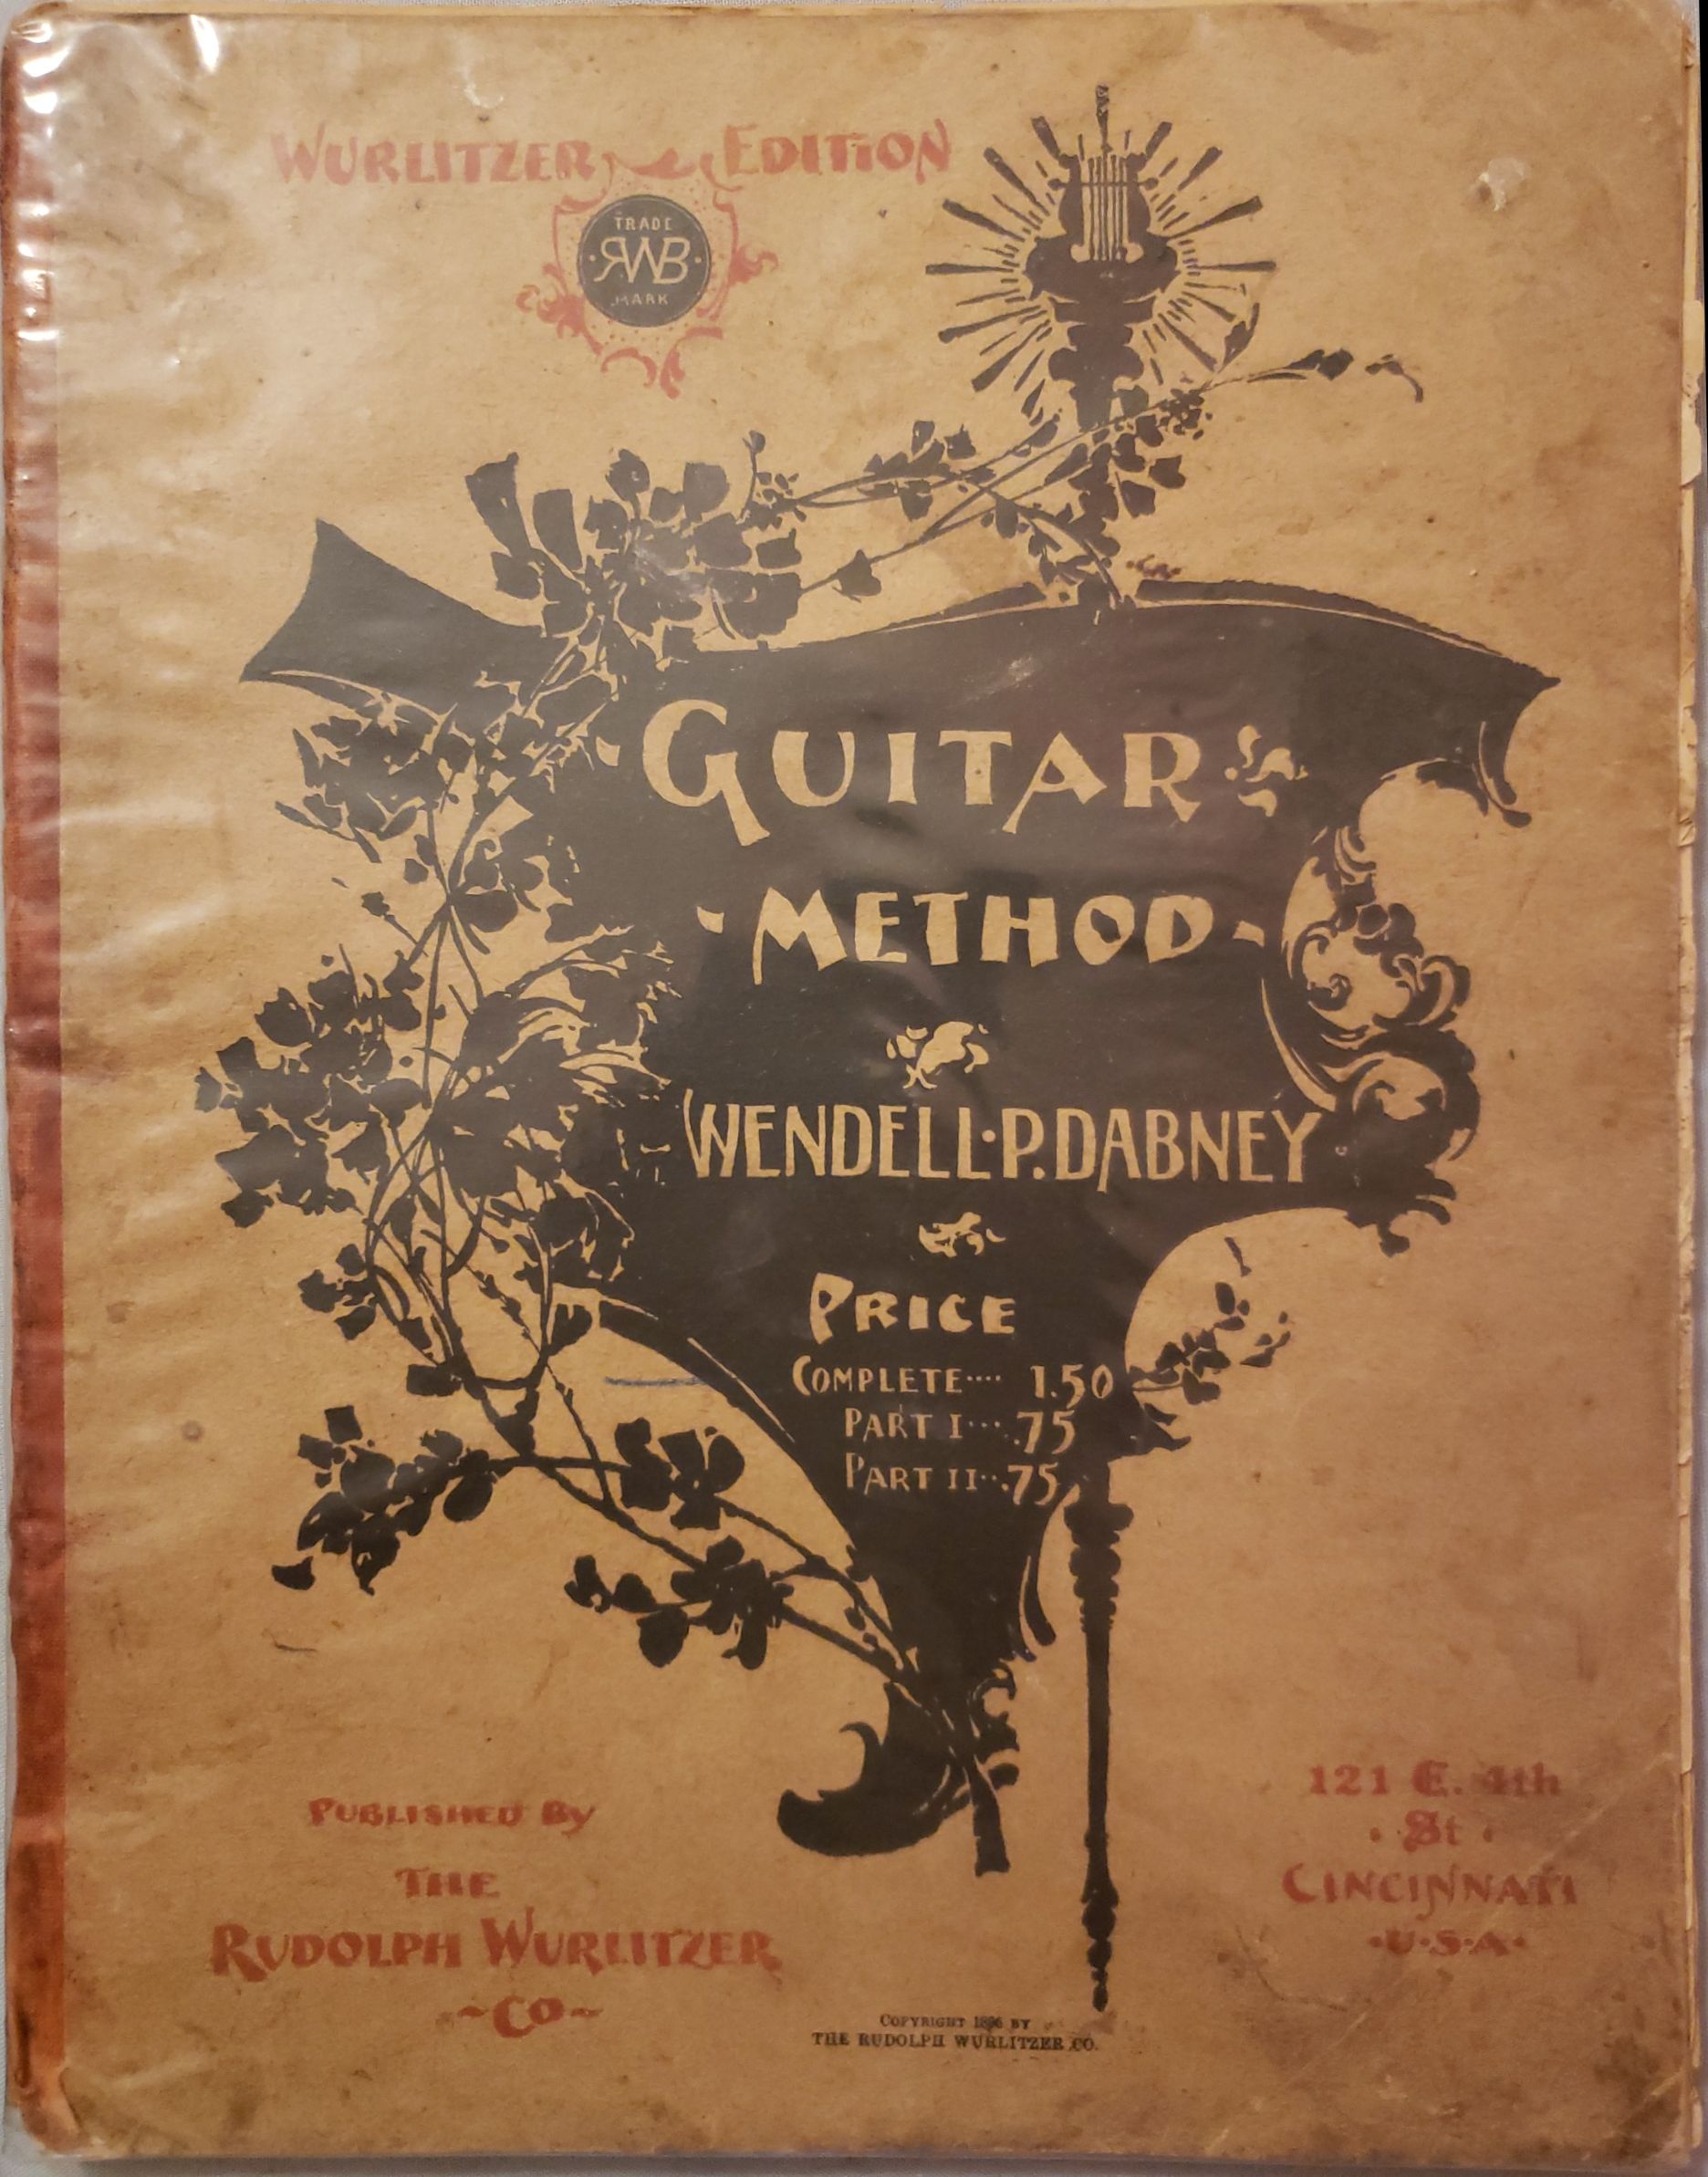 WURLITZER EDITION
TRADE
RWB
MARK
GUITAR
·METHOD·
WENDELL·P.DABNEY
PRICE
COMPLETE.... 1.50
PART I... .75
PART II... .75
PUBLISHED By
THE
RUDOLPH WURLITZER
~CO~
121 E. 4th
· St ·
CINCINNATI
·U·S·A·
COPYRIGHT 1896 BY
THE RUDOLPH WURLITZER CO.